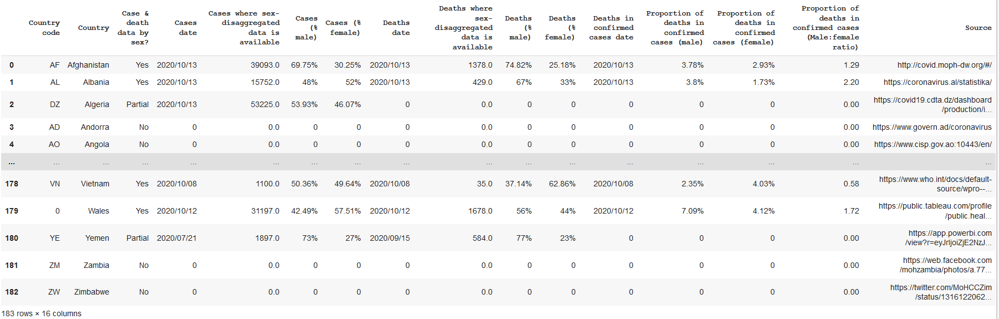 Country code Country Case & death data by sex? Cases date Cases where sex-disaggregated data is available Cases (% male) Cases (% female) Deaths date Deaths where sex-disaggregated data is available Deaths (% male) Deaths (% female) Deaths in confirmed cases date Proportion of deaths in confirmed cases (male) Proportion of deaths in confirmed cases (female) Proportion of deaths in confirmed cases (Male:female ratio) Source
0 AF Afghanistan Yes 2020/10/13 39093.0 69.75% 30.25% 2020/10/13 1378.0 74.82% 25.18% 2020/10/13 3.78% 2.93% 1.29 http://covid.moph-dw.org/#/
1 AL Albania Yes 2020/10/13 15752.0 48% 52% 2020/10/13 429.0 67% 33% 2020/10/13 3.8% 1.73% 2.20 https://coronavirus.al/statistika/
2 DZ Algeria Partial 2020/10/13 53225.0 53.93% 46.07% 0 0.0 0 0 0 0 0 0.00 https://covid19.cdta.dz/dashboard/production/i...
3 AD Andorra No 0 0.0 0 0 0 0.0 0 0 0 0 0 0.00 https://www.govern.ad/coronavirus
4 AO Angola No 0 0.0 0 0 0 0.0 0 0 0 0 0 0.00 https://www.cisp.gov.ao:10443/en/
... ... ... ... ... ... ... ... ... ... ... ... ... ... ... ... ...
178 VN Vietnam Yes 2020/10/08 1100.0 50.36% 49.64% 2020/10/08 35.0 37.14% 62.86% 2020/10/08 2.35% 4.03% 0.58 https://www.who.int/docs/default-source/wpro--...
179 0 Wales Yes 2020/10/12 31197.0 42.49% 57.51% 2020/10/12 1678.0 56% 44% 2020/10/12 7.09% 4.12% 1.72 https://public.tableau.com/profile/public.heal...
180 YE Yemen Partial 2020/07/21 1897.0 73% 27% 2020/09/15 584.0 77% 23% 0 0 0 0.00 https://app.powerbi.com/view?r=eyJrIjoiZjE2NzJ...
181 ZM Zambia No 0 0.0 0 0 0 0.0 0 0 0 0 0 0.00 https://web.facebook.com/mohzambia/photos/a.77...
182 ZW Zimbabwe No 0 0.0 0 0 0 0.0 0 0 0 0 0 0.00 https://twitter.com/MoHCCZim/status/1316122062...
183 rows × 16 columns